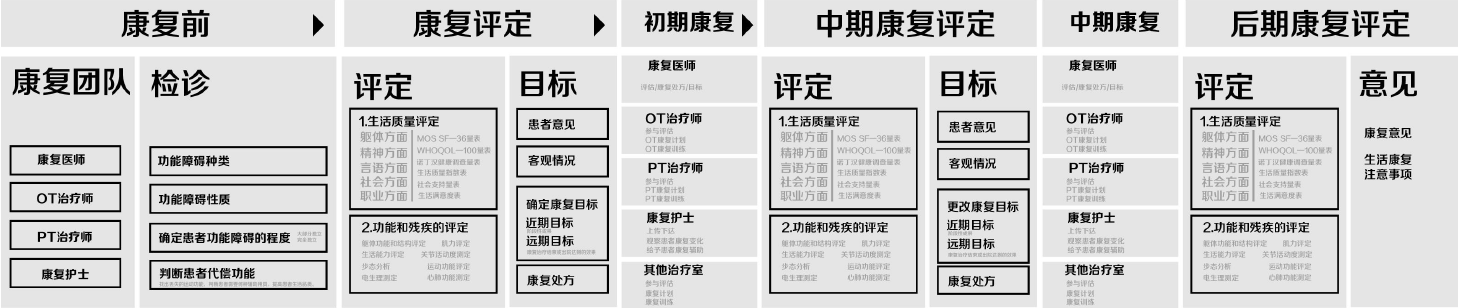 康复前
康复评定
初期康复
中期康复评定
中期康复
后期康复评定
康复团队
康复医师
OT治疗师
PT治疗师
康复护士
检诊
功能障碍种类
功能障碍性质
确定患者功能障碍的程度
判断患者代偿功能
评定
1.生活质量评定
躯体方面
精神方面
言语方面
社会方面
职业方面
MOS SF—36量表
WHOQOL—100量表
诺丁汉健康调查量表
生活质量指数表
社会支持量表
生活满意度表
2.功能和残疾的评定
躯体功能和结构评定 肌力评定
生活能力评定 关节活动度测定
步态分析 运动功能评定
电生理测定 心肺功能测定
目标
患者意见
客观情况
确定康复目标
近期目标
远期目标
康复处方
康复医师
评估/康复处方/目标
OT治疗师
参与评估
OT康复计划
OT康复训练
PT治疗师
参与评估
PT康复计划
PT康复训练
康复护士
上传下达
观察患者康复变化
给予患者康复辅助
其他治疗室
参与评估
康复计划
康复训练
评定
1.生活质量评定
躯体方面
精神方面
言语方面
社会方面
职业方面
MOS SF—36量表
WHOQOL—100量表
诺丁汉健康调查量表
生活质量指数表
社会支持量表
生活满意度表
2.功能和残疾的评定
躯体功能和结构评定 肌力评定
生活能力评定 关节活动度测定
步态分析 运动功能评定
电生理测定 心肺功能测定
目标
患者意见
客观情况
更改康复目标
近期目标
远期目标
康复处方
康复医师
评估/康复处方/目标
OT治疗师
参与评估
OT康复计划
OT康复训练
PT治疗师
参与评估
PT康复计划
PT康复训练
康复护士
上传下达
观察患者康复变化
给予患者康复辅助
其他治疗室
参与评估
康复计划
康复训练
评定
1.生活质量评定
躯体方面
精神方面
言语方面
社会方面
职业方面
MOS SF—36量表
WHOQOL—100量表
诺丁汉健康调查量表
生活质量指数表
社会支持量表
生活满意度表
2.功能和残疾的评定
躯体功能和结构评定 肌力评定
生活能力评定 关节活动度测定
步态分析 运动功能评定
电生理测定 心肺功能测定
意见
康复意见
生活康复
注意事项